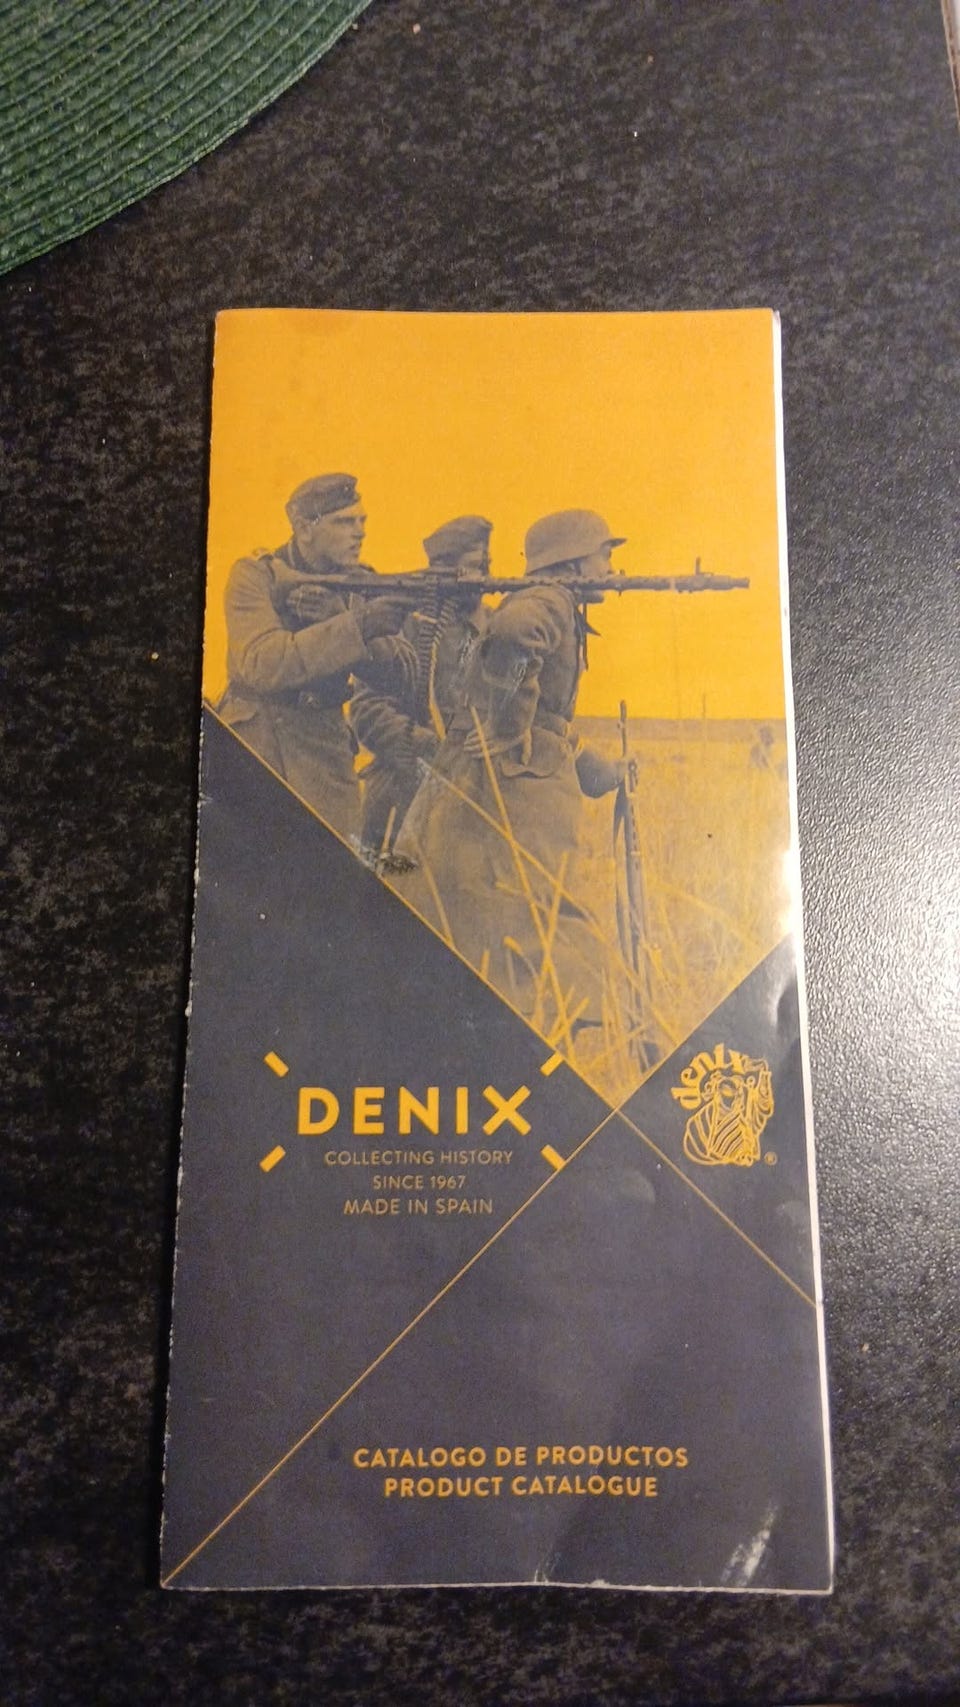 DENIX
COLLECTING HISTORY
SINCE 1967
MADE IN SPAIN
denix
®
CATALOGO DE PRODUCTOS
PRODUCT CATALOGUE